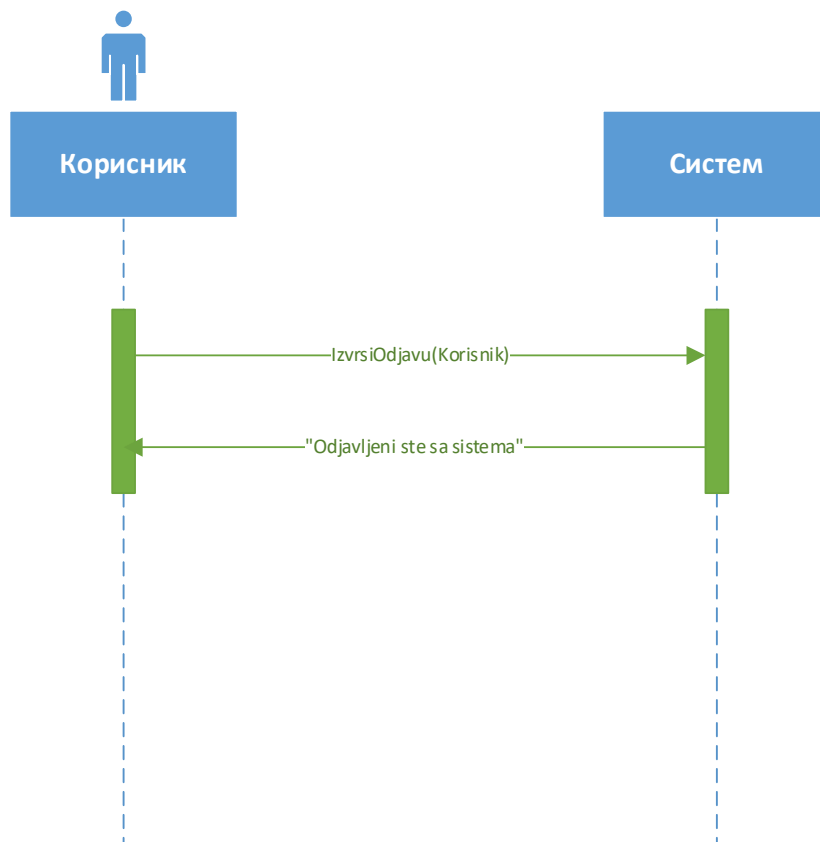 Корисник
Систем
IzvrsiOdjavu(Korisnik)
"Odjavljeni ste sa sistema"